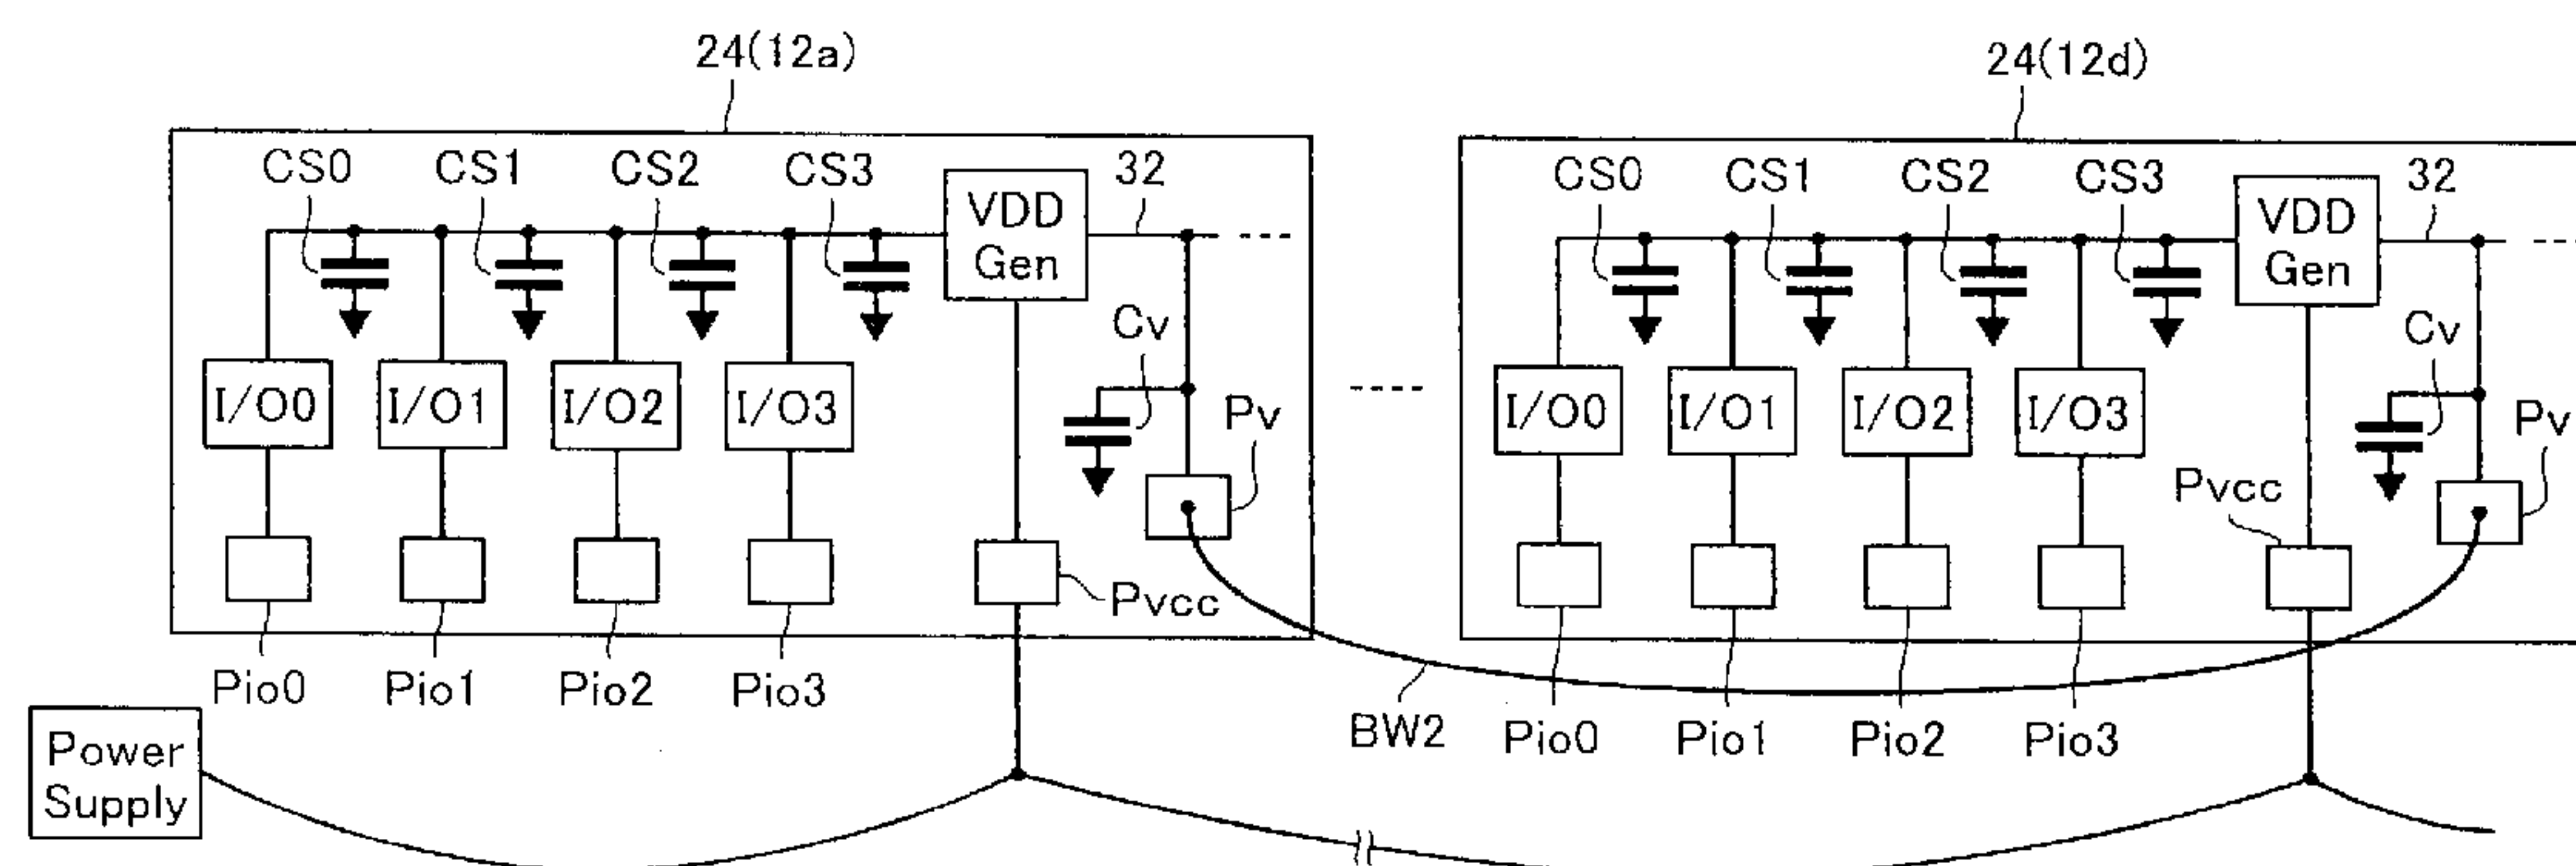 24(12a)
24(12d)
CS0 CS1 CS2 CS3 32
VDD
Gen
CS0 CS1 CS2 CS3 32
VDD
Gen
Cv
Cv
I/O0 I/O1 I/O2 I/O3
Pv
I/O0 I/O1 I/O2 I/O3
Pv
Pvcc
Pvcc
Pio0 Pio1 Pio2 Pio3
BW2
Pio0 Pio1 Pio2 Pio3
Power
Supply